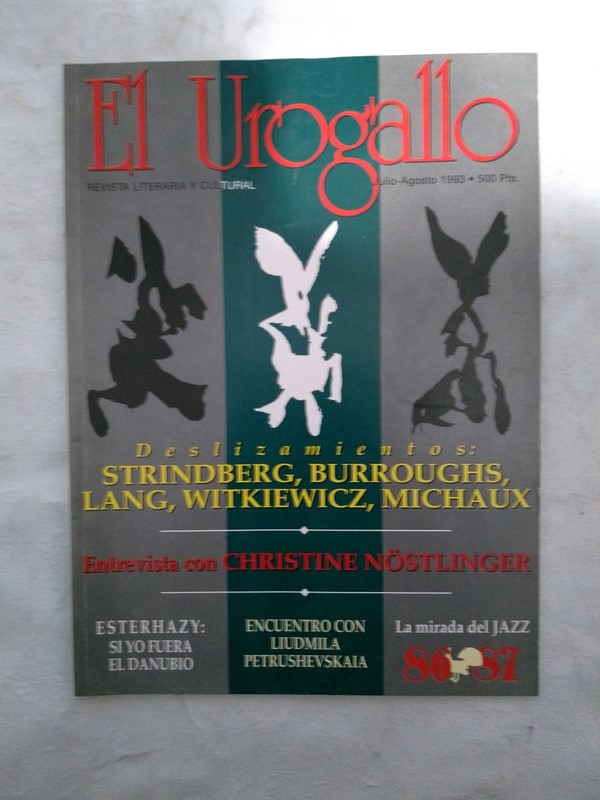 El Urogallo
REVISTA LITERARIA Y CULTURAL
Julio-Agosto 1993 • 500 Pts.
Deslizamientos:
STRINDBERG, BURROUGHS,
LANG, WITKIEWICZ, MICHAUX
Entrevista con CHRISTINE NÖSTLINGER
ESTERHAZY:
SI YO FUERA
EL DANUBIO
ENCUENTRO CON
LIUDMILA
PETRUSHEVSKAIA
La mirada del JAZZ
86 87